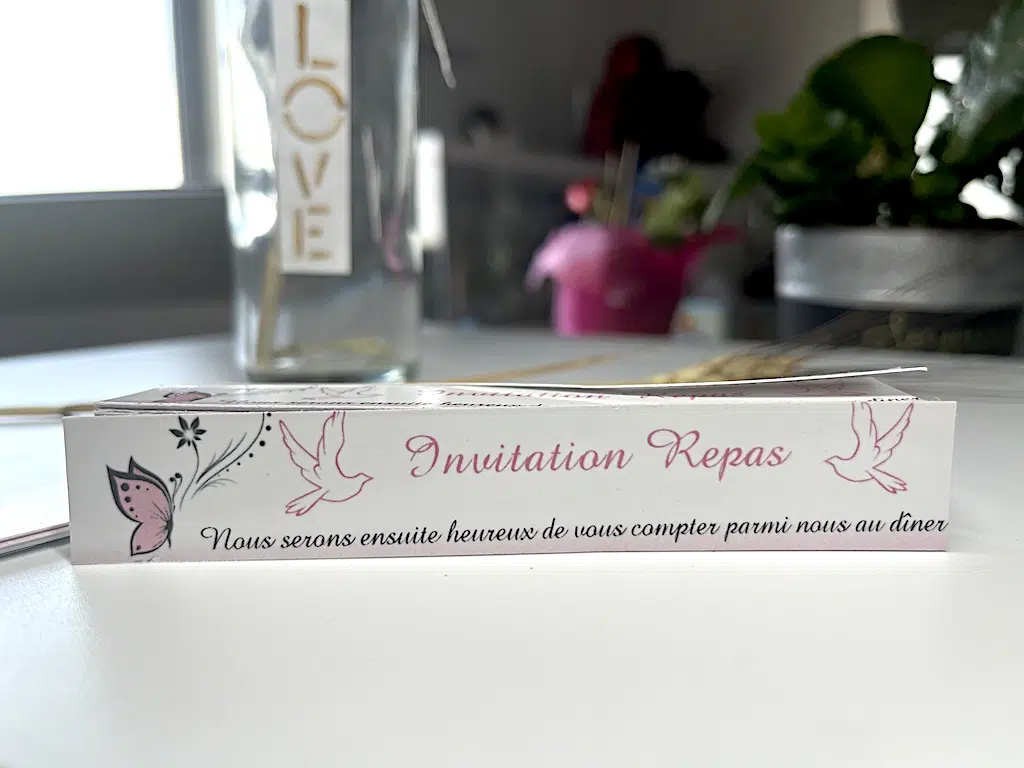 LOVE
Invitation Repas
Nous serons ensuite heureux de vous compter parmi nous au dîner